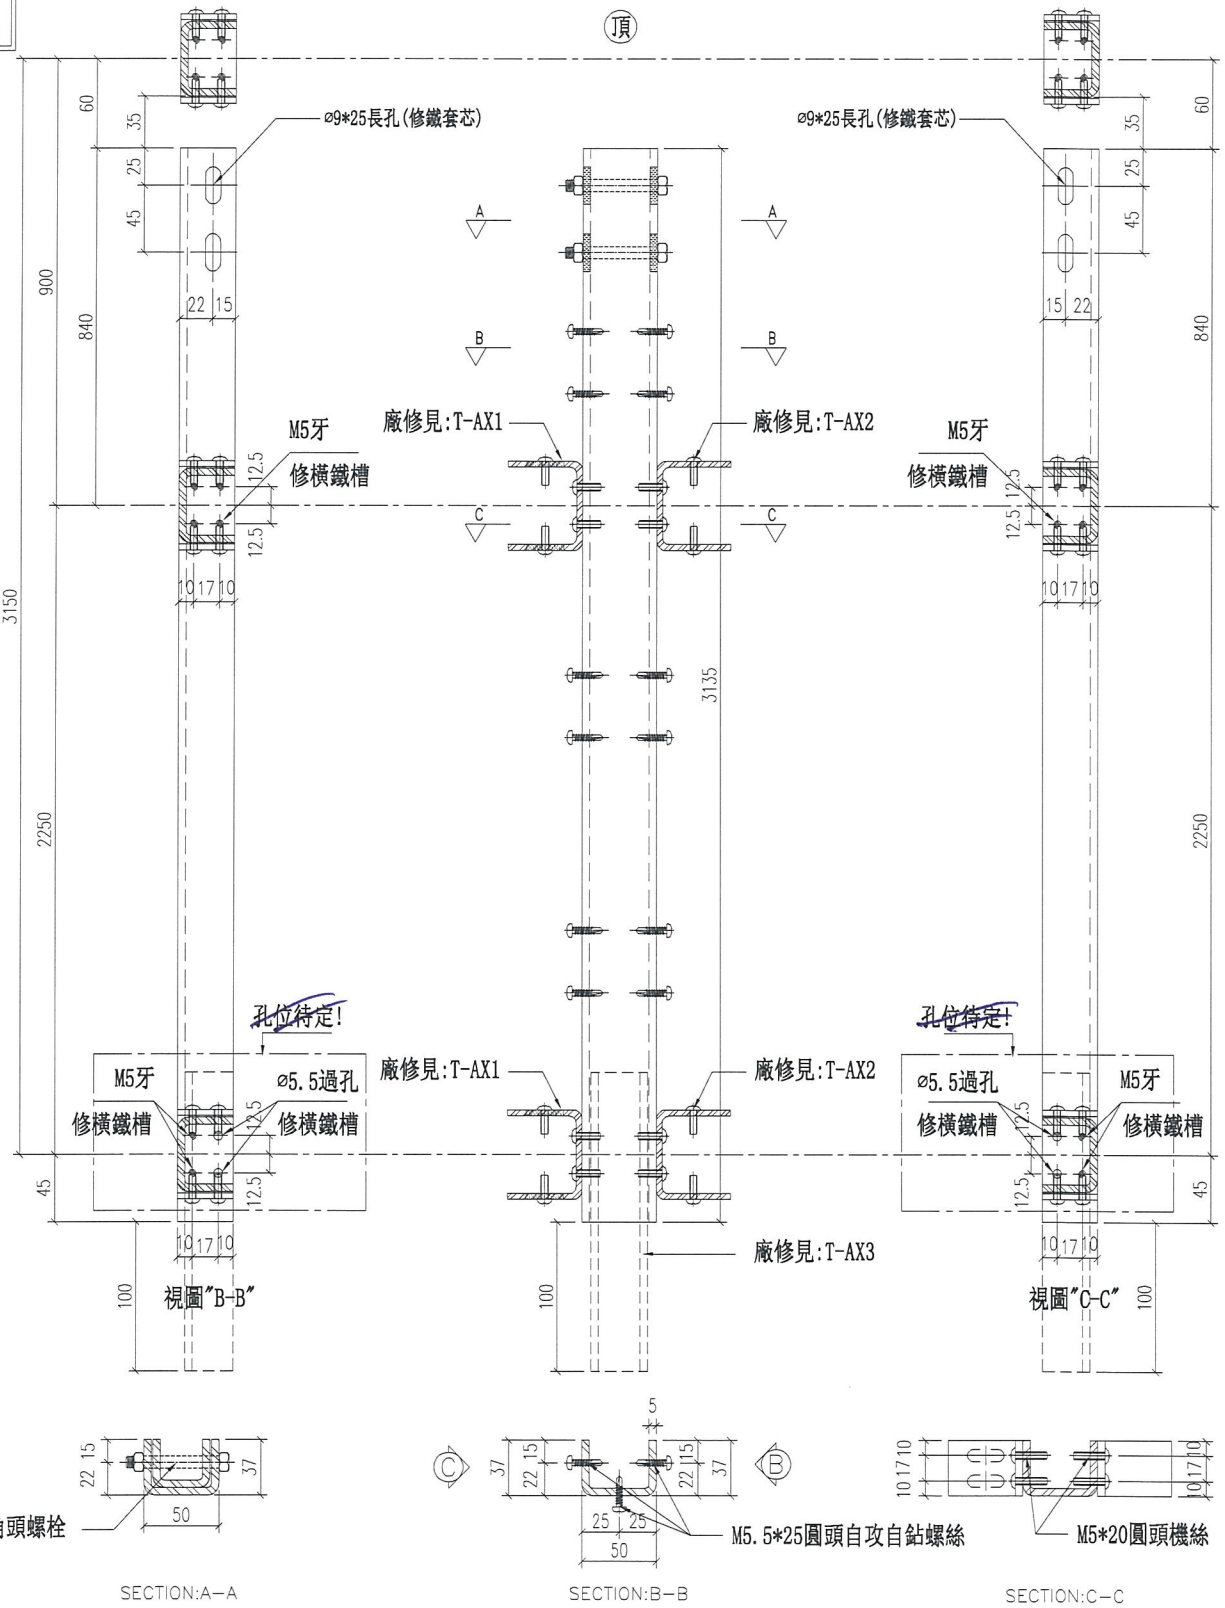 頂
ø9*25長孔(修鐵套芯)
ø9*25長孔(修鐵套芯)
60
35
25
45
900
840
22 15
60
35
25
45
840
15 22
A
A
B
B
C
C
M5牙
修橫鐵槽
廠修見:T-AX1
廠修見:T-AX2
M5牙
修橫鐵槽
12.5
12.5
12.5
12.5
10 17 10
10 17 10
3150
3135
2250
2250
孔位待定!
孔位待定!
M5牙
修橫鐵槽
ø5.5過孔
修橫鐵槽
廠修見:T-AX1
廠修見:T-AX2
ø5.5過孔
修橫鐵槽
M5牙
修橫鐵槽
12.5
12.5
12.5
12.5
45
45
10 17 10
10 17 10
廠修見:T-AX3
100
視圖"B-B"
100
視圖"C-C"
100
15
22
37
50
頭螺栓
SECTION:A-A
C
5
37
15
22
15
22
37
25 25
50
B
M5.5*25圓頭自攻自鉆螺絲
SECTION:B-B
10
17
10
10
17
10
M5*20圓頭機絲
SECTION:C-C